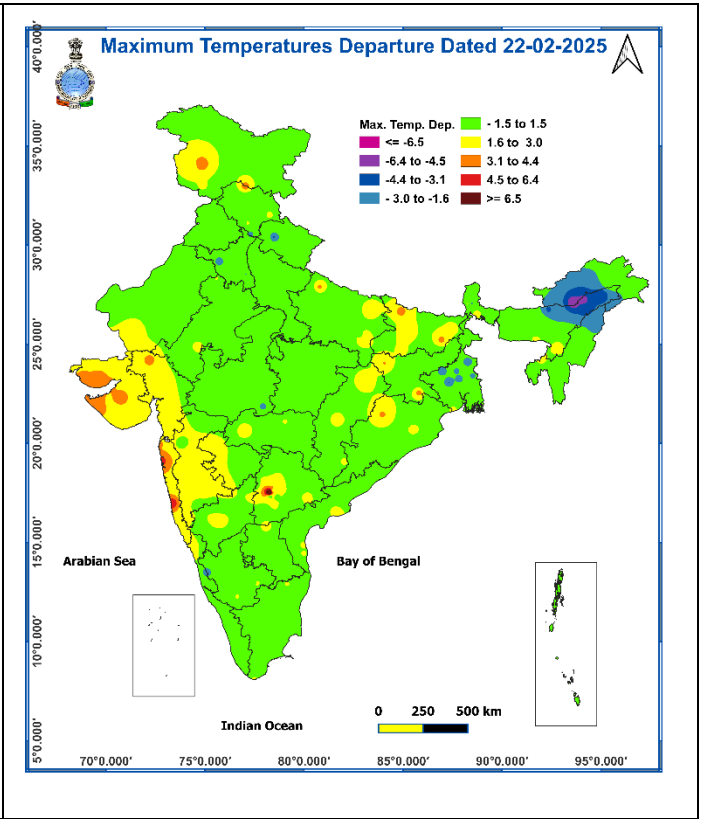 Maximum Temperatures Departure Dated 22-02-2025
Max. Temp. Dep.
<= -6.5
-6.4 to -4.5
-4.4 to -3.1
- 3.0 to -1.6
- 1.5 to 1.5
1.6 to 3.0
3.1 to 4.4
4.5 to 6.4
>= 6.5
40°0.000'
35°0.000'
30°0.000'
25°0.000'
20°0.000'
15°0.000'
10°0.000'
5°0.000'
Arabian Sea
Bay of Bengal
Indian Ocean
0 250 500 km
70°0.000' 75°0.000' 80°0.000' 85°0.000' 90°0.000' 95°0.000'